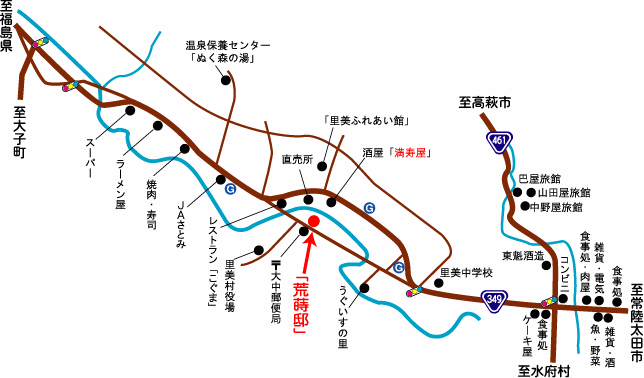 至福島県
至大子町
温泉保養センター
「ぬく森の湯」
「里美ふれあい館」
酒屋「満寿屋」
直売所
スーパー
ラーメン屋
焼肉・寿司
JAさとみ
レストラン「こぐま」
里美村役場
〒大中郵便局
「荒蒔邸」
うぐいすの里
里美中学校
G
G
G
至高萩市
461
巴屋旅館
山田屋旅館
中野屋旅館
東魁酒造
コンビニ
食事処・肉屋
雑貨・電気
食事処
349
ケーキ屋
食事処
魚・野菜
雑貨・酒
至常陸太田市
至水府村